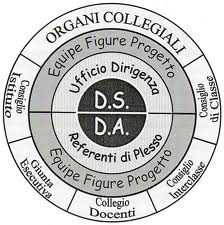 ORGANI COLLEGIALI
Equipe Figure Progetto
Ufficio Dirigenza
D.S.
D.A.
Referenti di Plesso
Equipe Figure Progetto
Consiglio
Istituto
Consiglio
di Classe
Giunta
Esecutiva
Collegio
Docenti
Consiglio
Interclasse